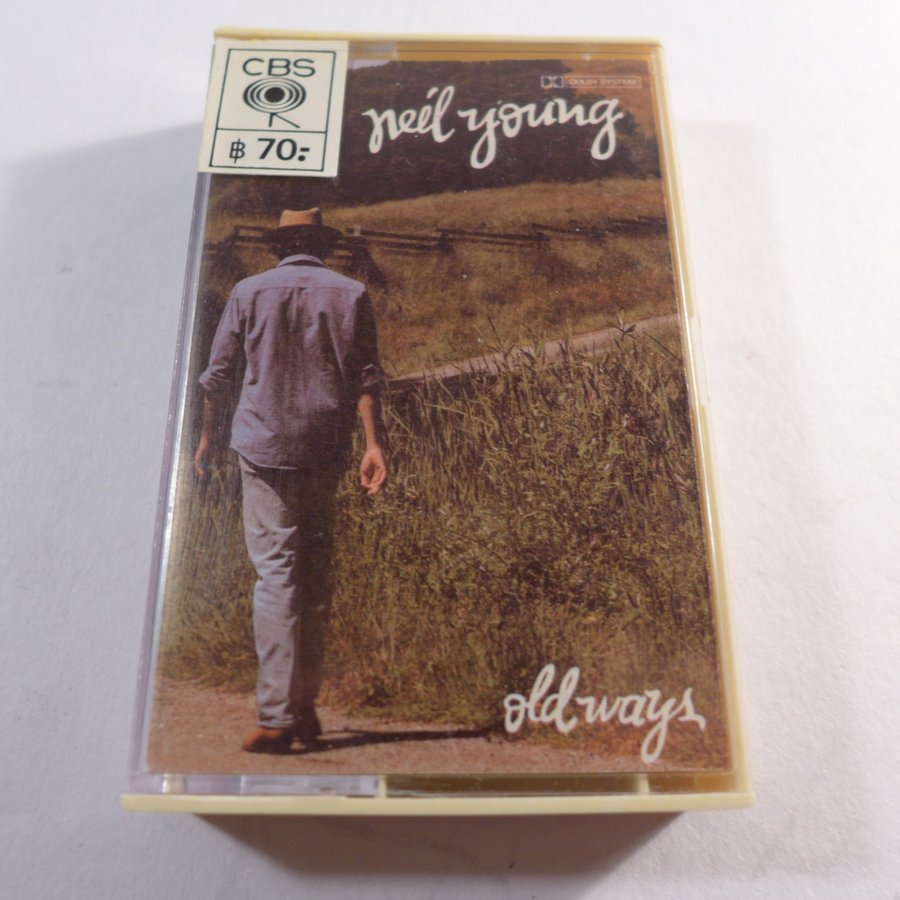 CBS
฿ 70.-
DOLBY SYSTEM
neil young
old ways